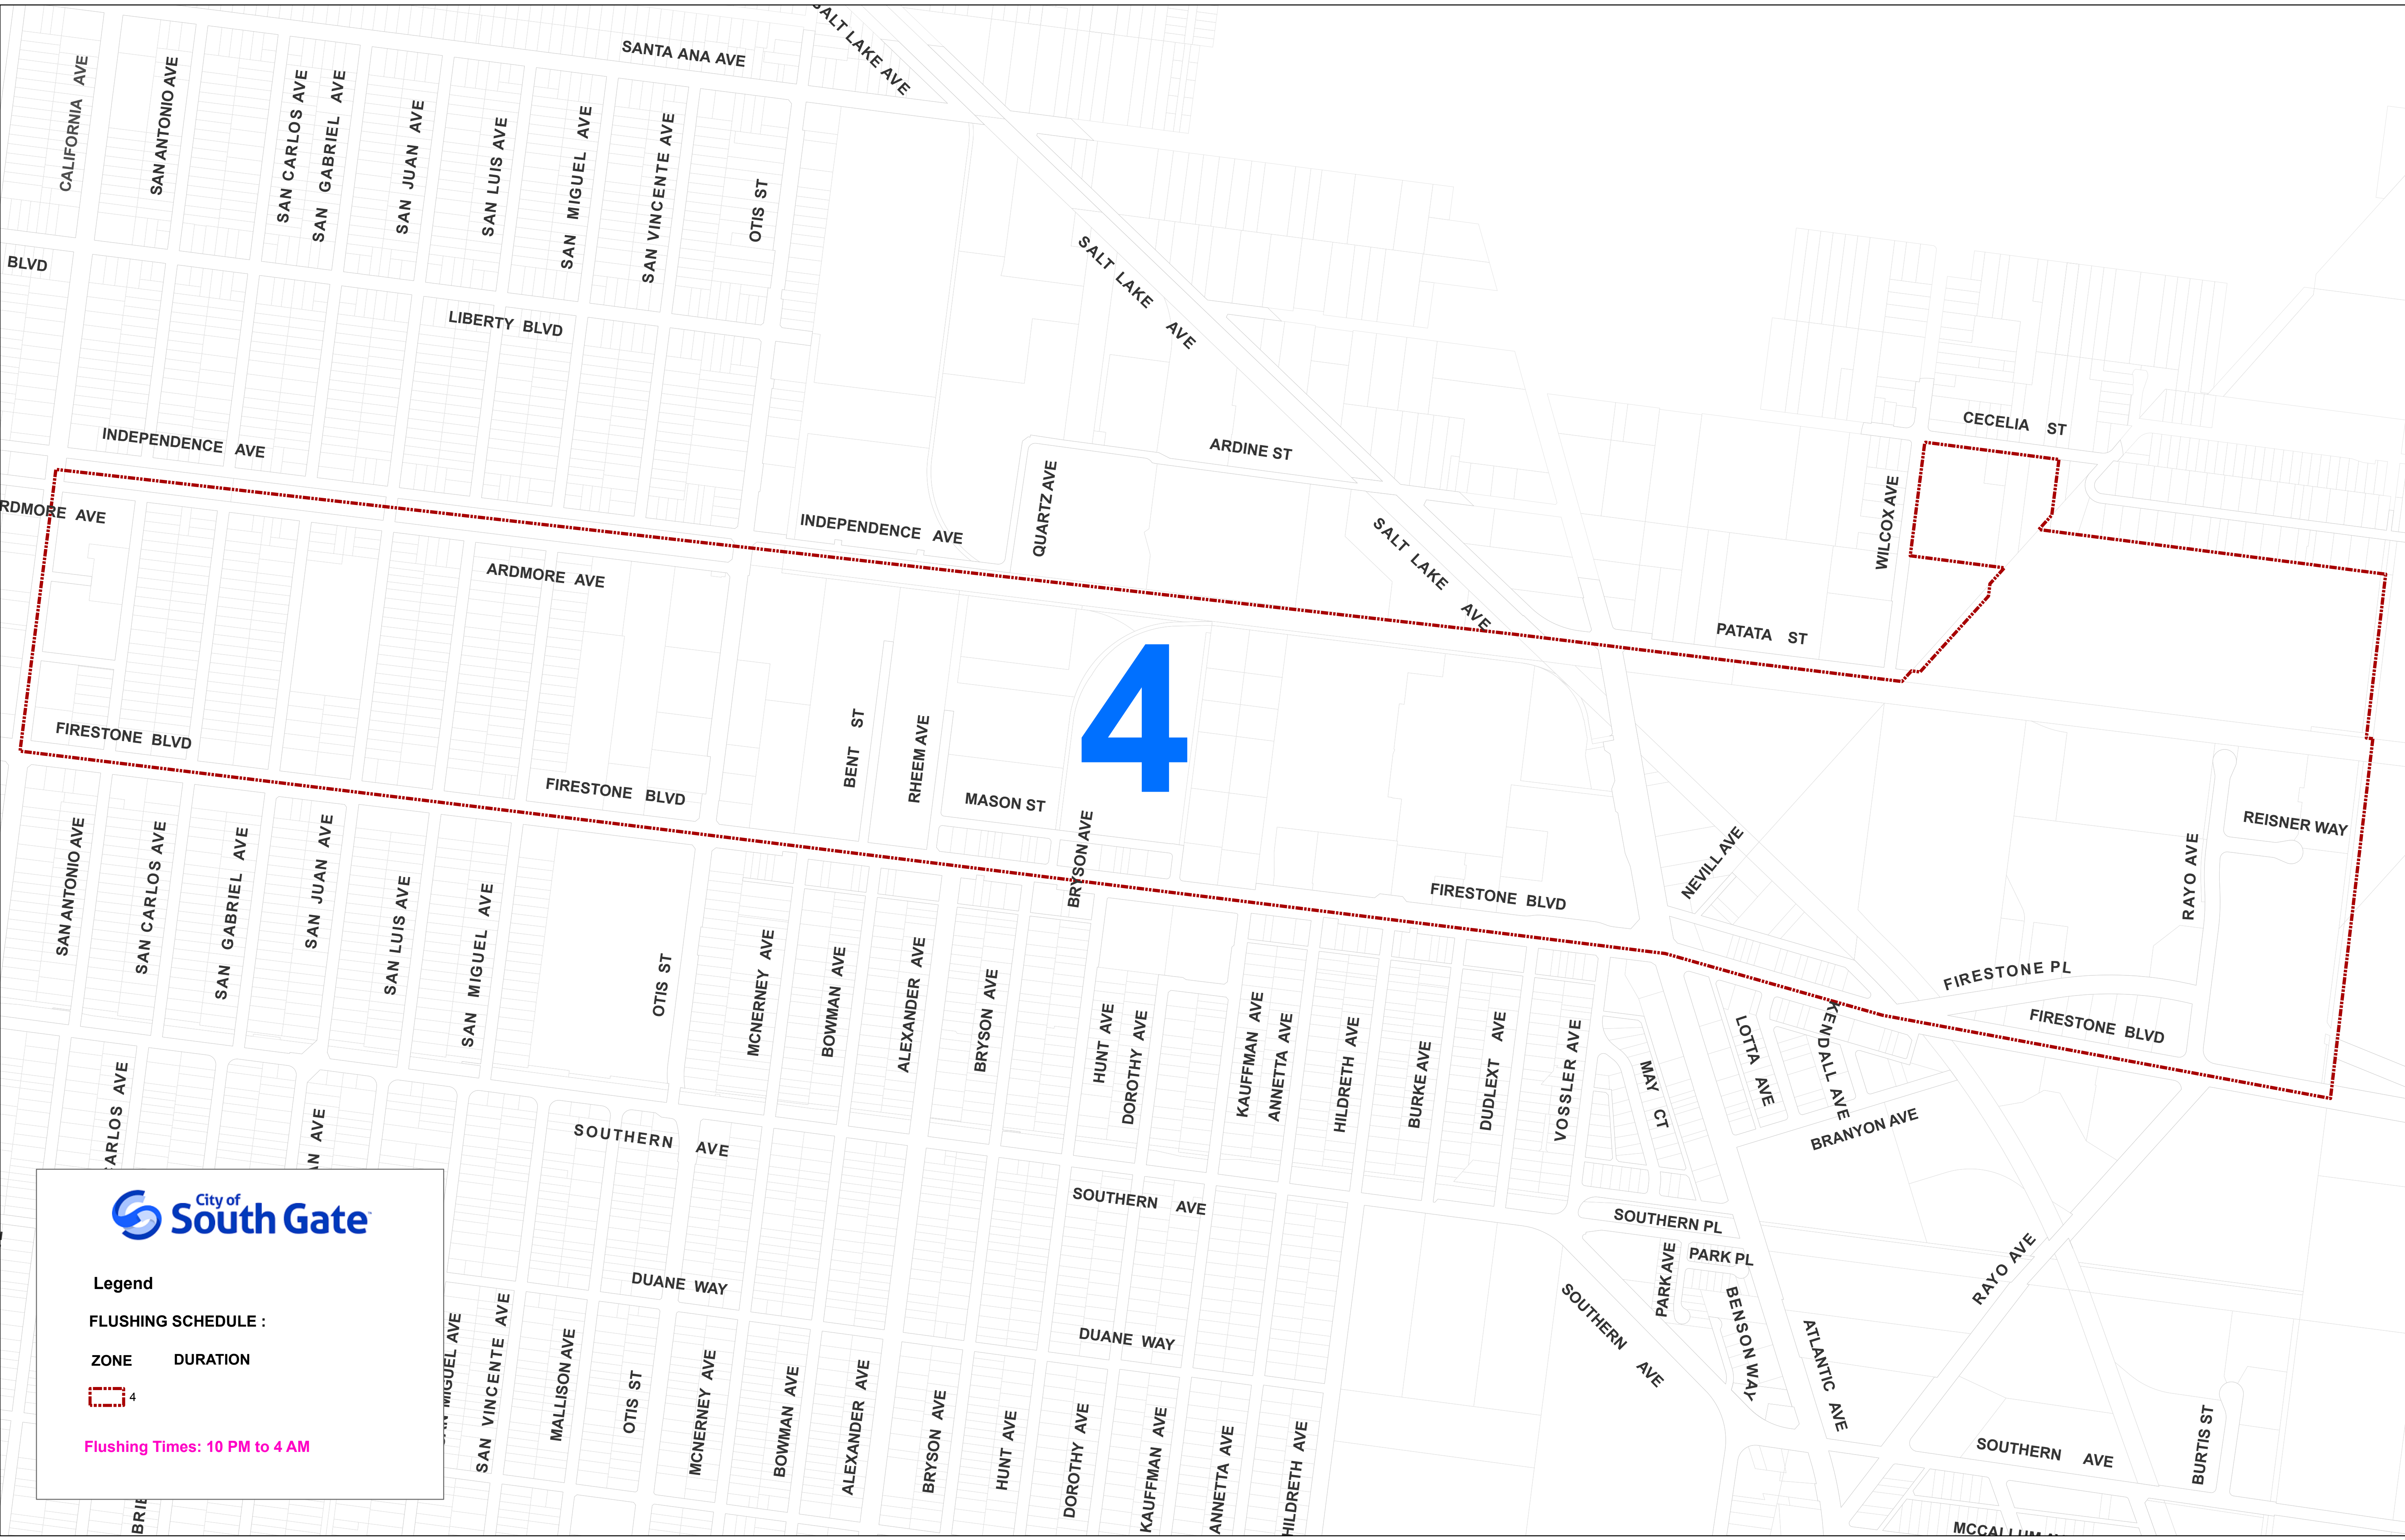 SALT LAKE AVE
SANTA ANA AVE
CALIFORNIA AVE
SAN ANTONIO AVE
SAN CARLOS AVE
SAN GABRIEL AVE
SAN JUAN AVE
SAN LUIS AVE
SAN MIGUEL AVE
SAN VINCENTE AVE
OTIS ST
BLVD
LIBERTY BLVD
SALT LAKE AVE
CECELIA ST
INDEPENDENCE AVE
ARDINE ST
QUARTZ AVE
WILCOX AVE
RDMORE AVE
INDEPENDENCE AVE
SALT LAKE AVE
ARDMORE AVE
PATATA ST
4
FIRESTONE BLVD
BENT ST
RHEEM AVE
FIRESTONE BLVD
MASON ST
BRYSON AVE
REISNER WAY
RAYO AVE
NEVILL AVE
FIRESTONE BLVD
SAN ANTONIO AVE
SAN CARLOS AVE
SAN GABRIEL AVE
SAN JUAN AVE
SAN LUIS AVE
SAN MIGUEL AVE
OTIS ST
MCNERNEY AVE
BOWMAN AVE
ALEXANDER AVE
BRYSON AVE
HUNT AVE
DOROTHY AVE
KAUFFMAN AVE
ANNETTA AVE
HILDRETH AVE
BURKE AVE
DUDLEXT AVE
VOSSLER AVE
MAY CT
LOTTA AVE
KENDALL AVE
FIRESTONE PL
FIRESTONE BLVD
BRANYON AVE
CARLOS AVE
AN AVE
SOUTHERN AVE
SOUTHERN AVE
SOUTHERN PL
PARK PL
PARK AVE
BENSON WAY
SOUTHERN AVE
ATLANTIC AVE
RAYO AVE
DUANE WAY
DUANE WAY
City of
South Gate
Legend
FLUSHING SCHEDULE :
ZONE DURATION
4
Flushing Times: 10 PM to 4 AM
MIGUEL AVE
SAN VINCENTE AVE
MALLISON AVE
OTIS ST
MCNERNEY AVE
BOWMAN AVE
ALEXANDER AVE
BRYSON AVE
HUNT AVE
DOROTHY AVE
KAUFFMAN AVE
ANNETTA AVE
HILDRETH AVE
SOUTHERN AVE
BURTIS ST
BRIE
MCCALLUM